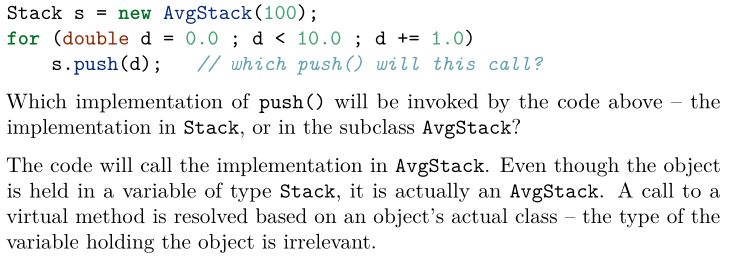 Stack s = new AvgStack(100);
for (double d = 0.0 ; d < 10.0 ; d += 1.0)
    s.push(d);   // which push() will this call?
Which implementation of push() will be invoked by the code above – the
implementation in Stack, or in the subclass AvgStack?
The code will call the implementation in AvgStack. Even though the object
is held in a variable of type Stack, it is actually an AvgStack. A call to a
virtual method is resolved based on an object's actual class – the type of the
variable holding the object is irrelevant.